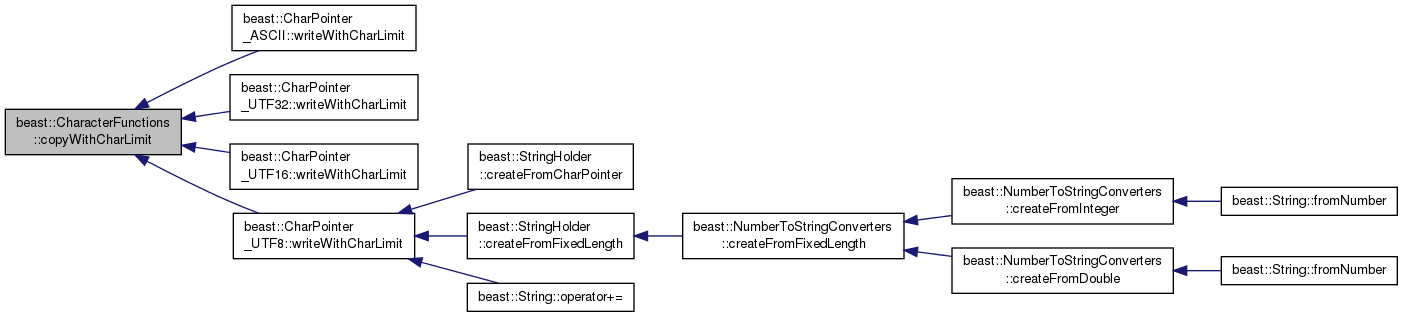 beast::CharPointer
_ASCII::writeWithCharLimit
beast::CharPointer
_UTF32::writeWithCharLimit
beast::CharacterFunctions
::copyWithCharLimit
beast::CharPointer
_UTF16::writeWithCharLimit
beast::CharPointer
_UTF8::writeWithCharLimit
beast::StringHolder
::createFromCharPointer
beast::StringHolder
::createFromFixedLength
beast::String::operator+=
beast::NumberToStringConverters
::createFromFixedLength
beast::NumberToStringConverters
::createFromInteger
beast::String::fromNumber
beast::NumberToStringConverters
::createFromDouble
beast::String::fromNumber